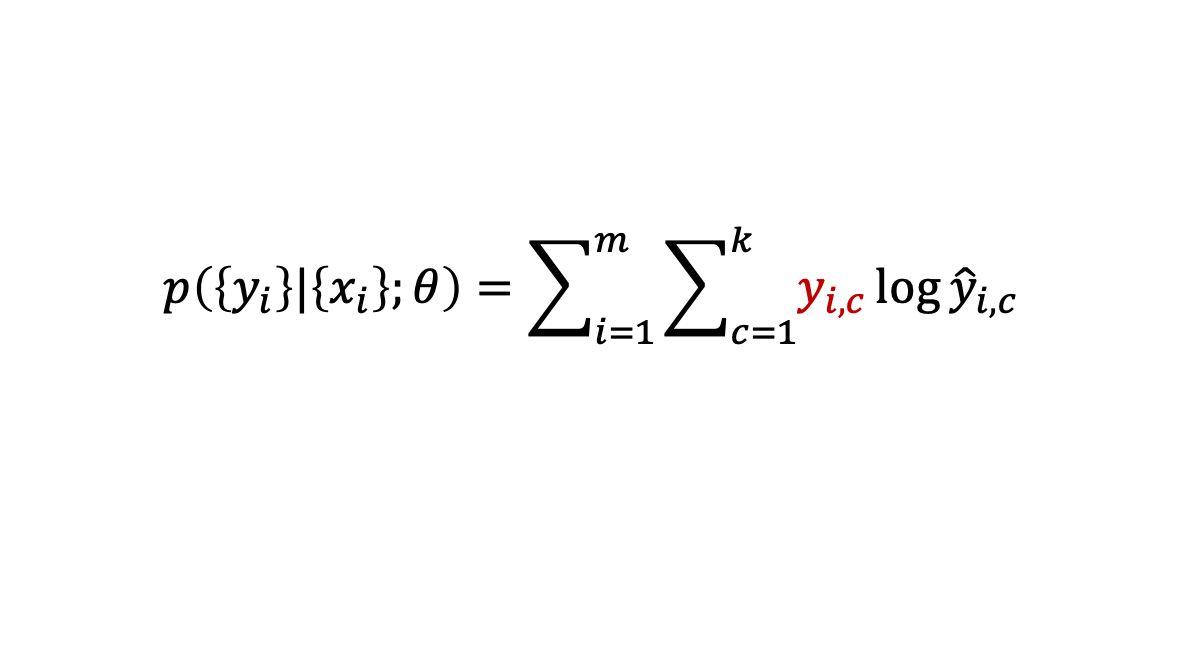 p({y_i}|{x_i}; θ) = ∑_{i=1}^{m} ∑_{c=1}^{k} y_{i,c} log ŷ_{i,c}